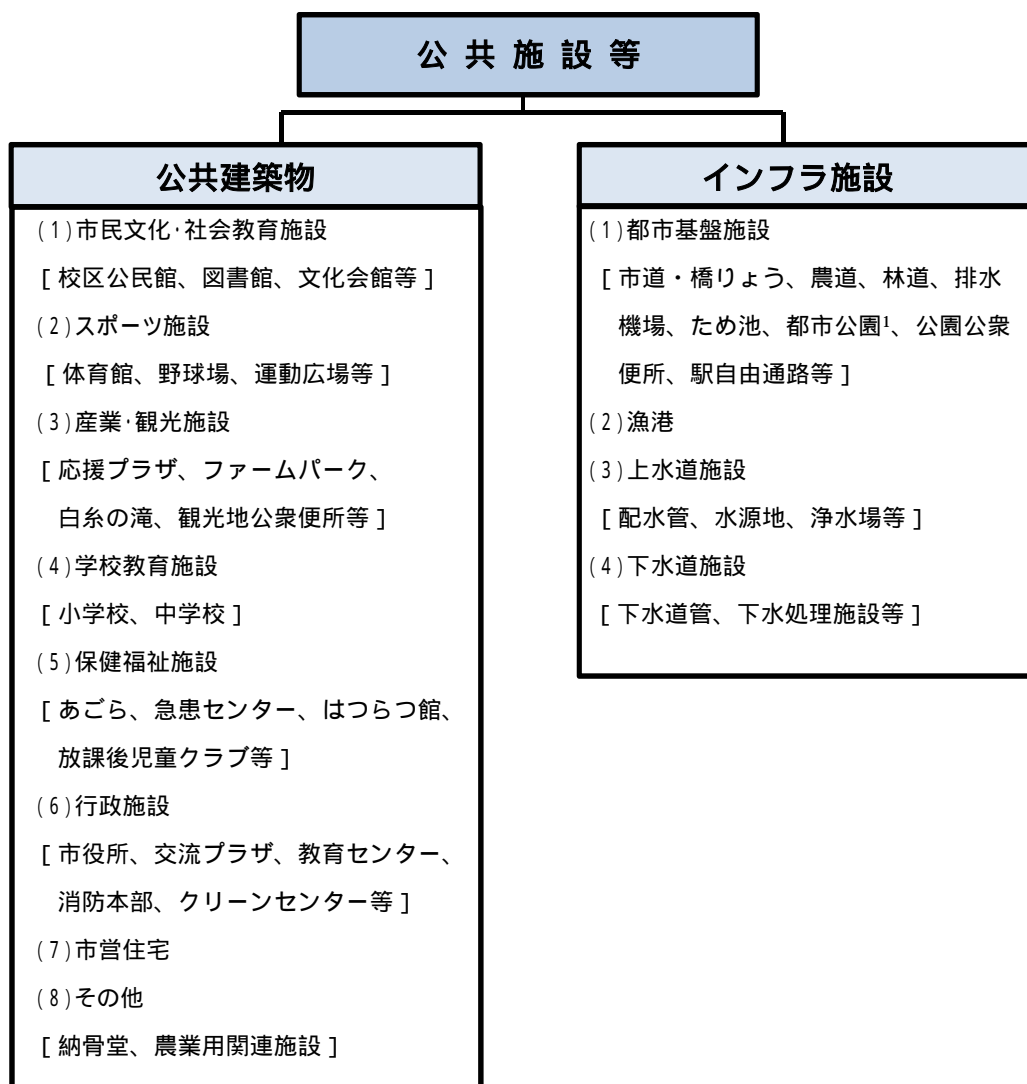 公共施設等
公共建築物
(1)市民文化・社会教育施設
[校区公民館、図書館、文化会館等]
(2)スポーツ施設
[体育館、野球場、運動広場等]
(3)産業・観光施設
[応援プラザ、ファームパーク、
白糸の滝、観光地公衆便所等]
(4)学校教育施設
[小学校、中学校]
(5)保健福祉施設
[あごら、急患センター、はつらつ館、
放課後児童クラブ等]
(6)行政施設
[市役所、交流プラザ、教育センター、
消防本部、クリーンセンター等]
(7)市営住宅
(8)その他
[納骨堂、農業用関連施設]
インフラ施設
(1)都市基盤施設
[市道・橋りょう、農道、林道、排水
機場、ため池、都市公園¹、公園公衆
便所、駅自由通路等]
(2)漁港
(3)上水道施設
[配水管、水源地、浄水場等]
(4)下水道施設
[下水道管、下水処理施設等]